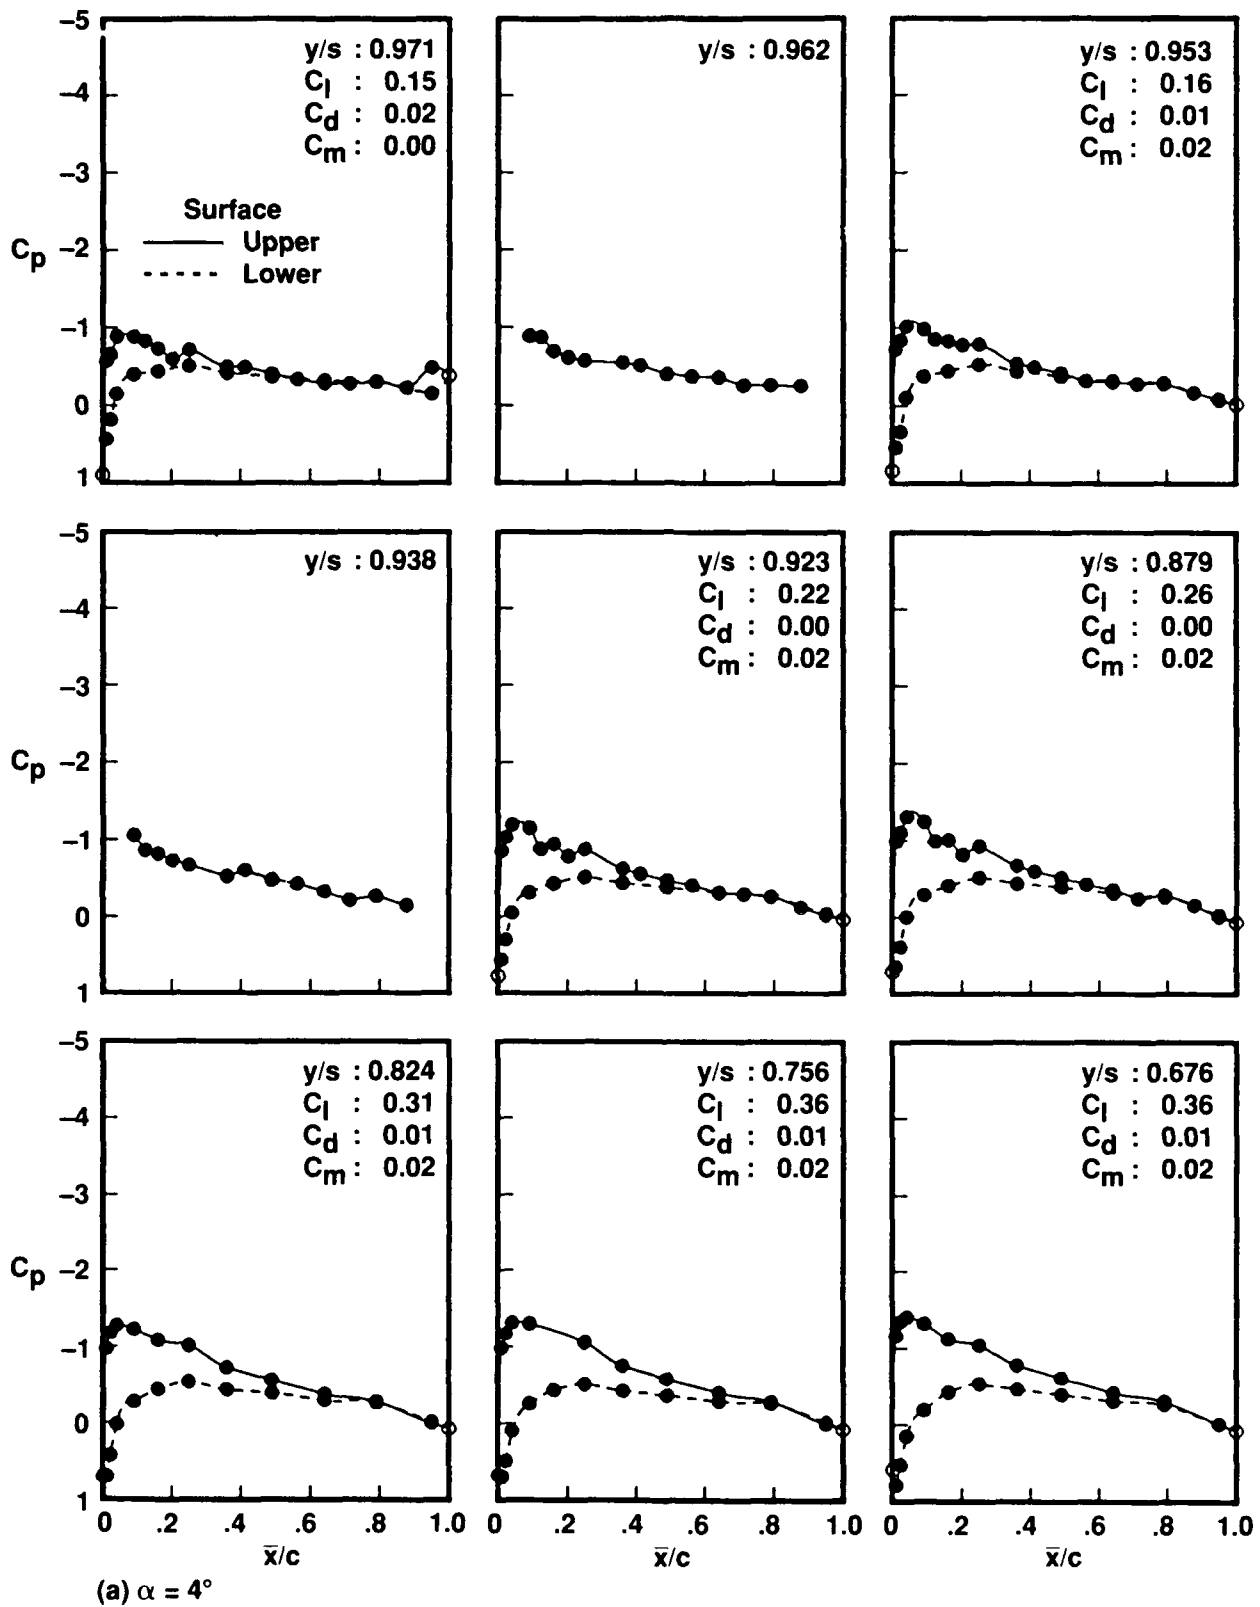 –5
–4
–3
Cp –2
–1
0
1
y/s : 0.971
Cl : 0.15
Cd : 0.02
Cm : 0.00
Surface
Upper
Lower
y/s : 0.962
y/s : 0.953
Cl : 0.16
Cd : 0.01
Cm : 0.02
–5
–4
–3
Cp –2
–1
0
1
y/s : 0.938
y/s : 0.923
Cl : 0.22
Cd : 0.00
Cm : 0.02
y/s : 0.879
Cl : 0.26
Cd : 0.00
Cm : 0.02
–5
–4
–3
Cp –2
–1
0
1
y/s : 0.824
Cl : 0.31
Cd : 0.01
Cm : 0.02
y/s : 0.756
Cl : 0.36
Cd : 0.01
Cm : 0.02
y/s : 0.676
Cl : 0.36
Cd : 0.01
Cm : 0.02
0 .2 .4 .6 .8 1.0
x̅/c
0 .2 .4 .6 .8 1.0
x̅/c
0 .2 .4 .6 .8 1.0
x̅/c
(a) α = 4°